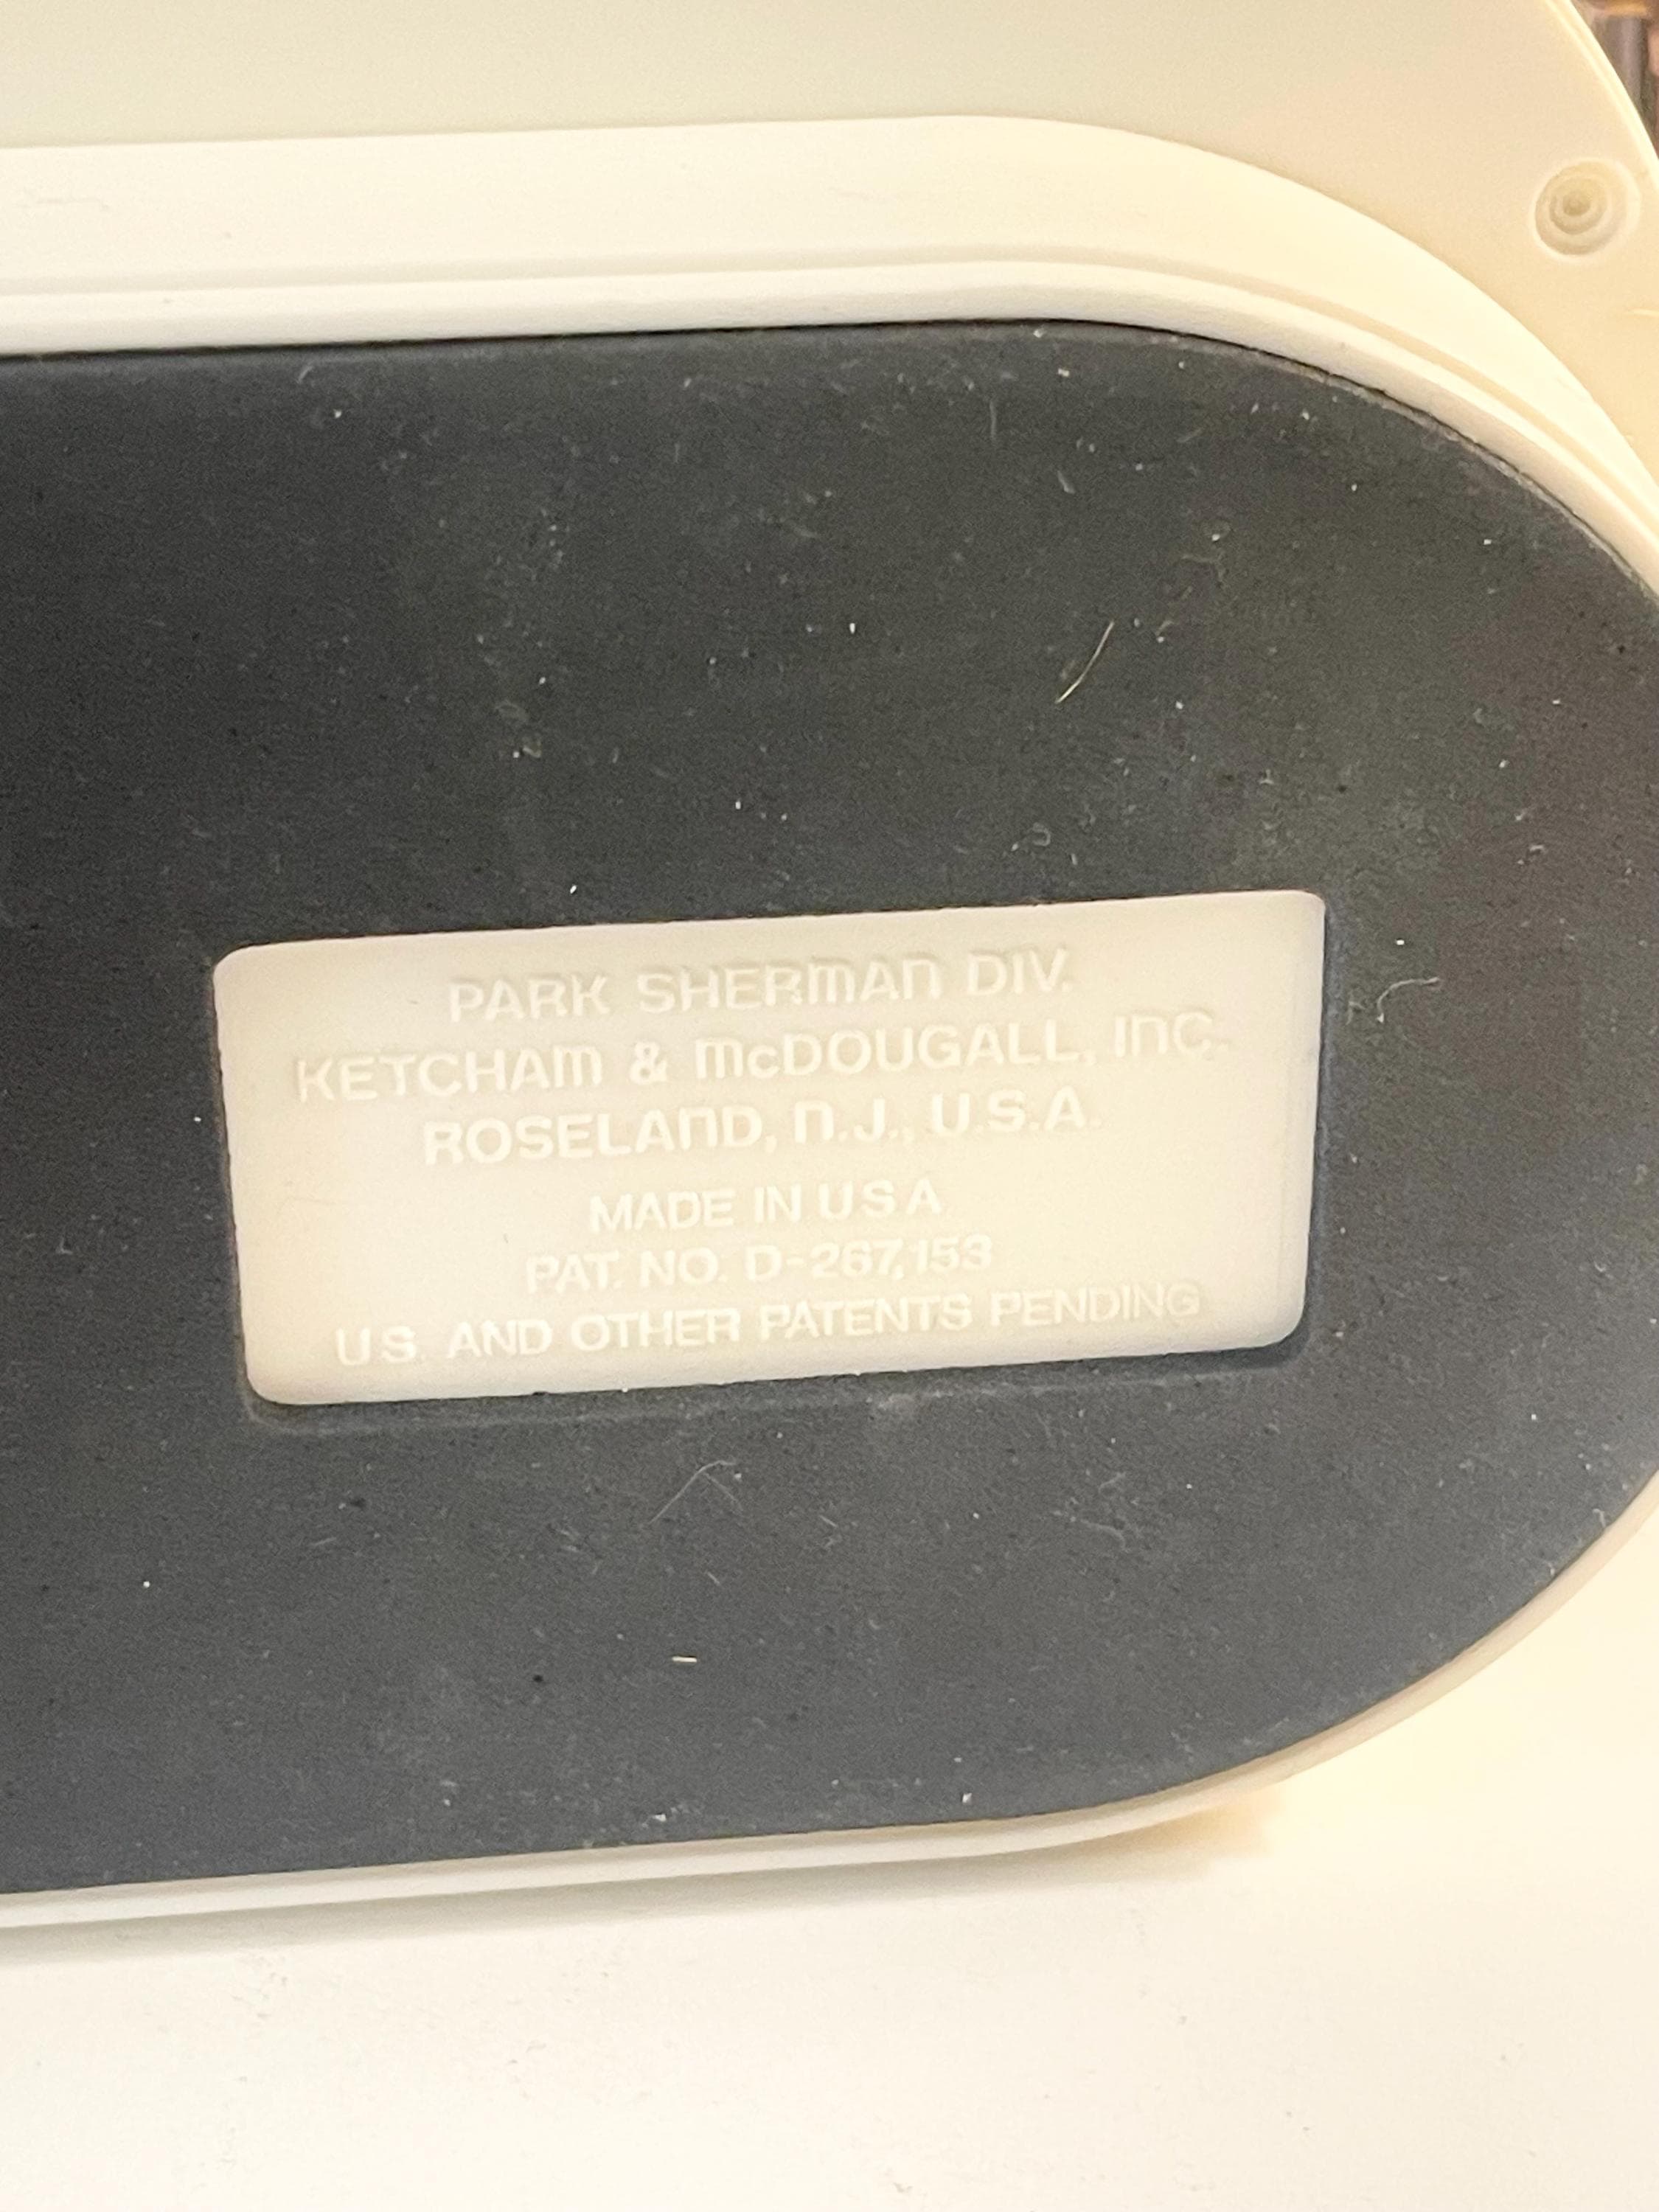 PARK SHERMAN DIV.
KETCHAM & McDOUGALL, INC.
ROSELAND, N.J., U.S.A.
MADE IN U S A
PAT. NO. D-267,153
U.S. AND OTHER PATENTS PENDING